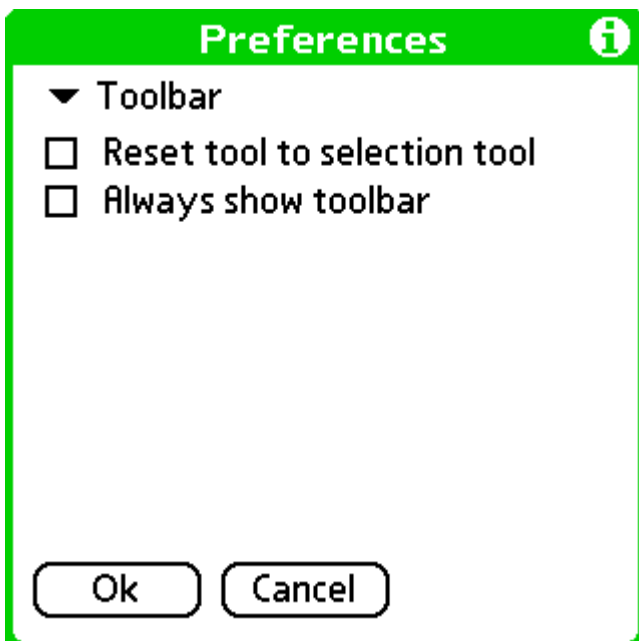 Preferences
Toolbar
Reset tool to selection tool
Always show toolbar
Ok Cancel